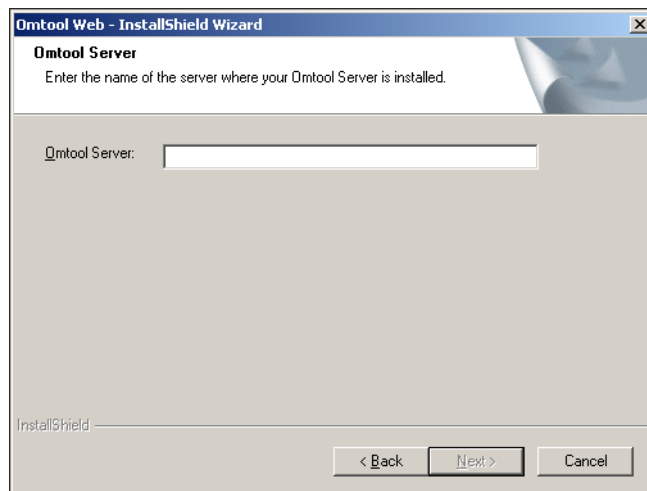 Omtool Web - InstallShield Wizard
Omtool Server
Enter the name of the server where your Omtool Server is installed.
Omtool Server:
InstallShield
< Back Next > Cancel